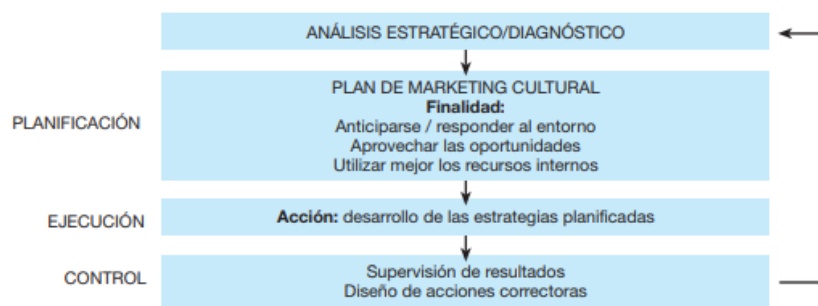 ANÁLISIS ESTRATÉGICO/DIAGNÓSTICO
PLANIFICACIÓN
PLAN DE MARKETING CULTURAL
Finalidad:
Anticiparse / responder al entorno
Aprovechar las oportunidades
Utilizar mejor los recursos internos
EJECUCIÓN
Acción: desarrollo de las estrategias planificadas
CONTROL
Supervisión de resultados
Diseño de acciones correctoras